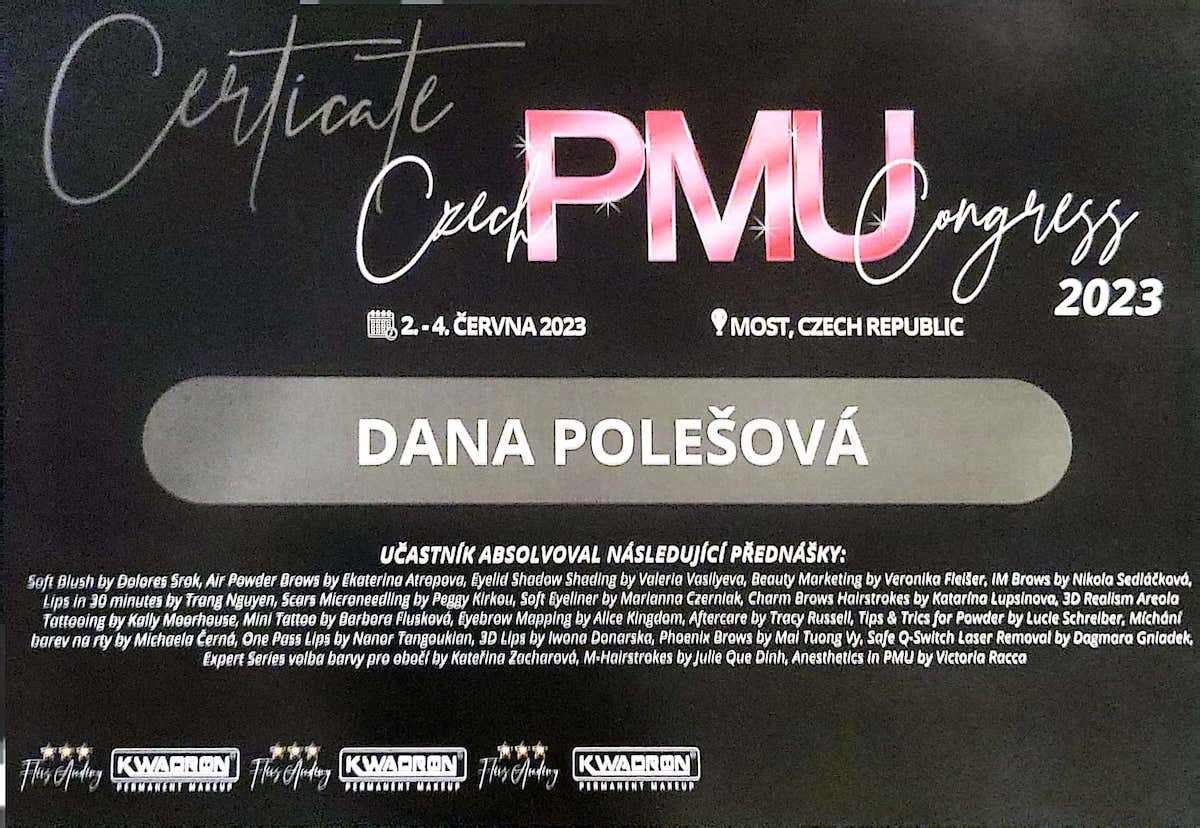 Certicate
Czech PMU Congress
2023
2. - 4. ČERVNA 2023
MOST, CZECH REPUBLIC
DANA POLEŠOVÁ
UČASTNÍK ABSOLVOVAL NÁSLEDUJÍCÍ PŘEDNÁŠKY:
Soft Blush by Dolores Srok, Air Powder Brows by Ekaterina Atropova, Eyelid Shadow Shading by Valeria Vasilyeva, Beauty Marketing by Veronika Fleišer, IM Brows by Nikola Sedláčková,
Lips in 30 minutes by Trang Nguyen, Scars Microneedling by Peggy Kirkou, Soft Eyeliner by Marianna Czerniak, Charm Brows Hairstrokes by Katarína Lupsinova, 3D Realism Areola
Tattooing by Kally Moorhouse, Mini Tattoo by Barbora Flusková, Eyebrow Mapping by Alice Kingdom, Aftercare by Tracy Russell, Tips & Trics for Powder by Lucie Schreiber, Míchání
barev na rty by Michaela Černá, One Pass Lips by Nanor Tangoukian, 3D Lips by Iwona Donarska, Phoenix Brows by Mai Tuong Vy, Safe Q-Switch Laser Removal by Dagmara Gniadek,
Expert Series volba barvy pro obočí by Kateřina Zacharová, M-Hairstrokes by Julie Que Dinh, Anesthetics in PMU by Victoria Racca
KWADRON® KWADRON® KWADRON®
PERMANENT MAKEUP PERMANENT MAKEUP PERMANENT MAKEUP